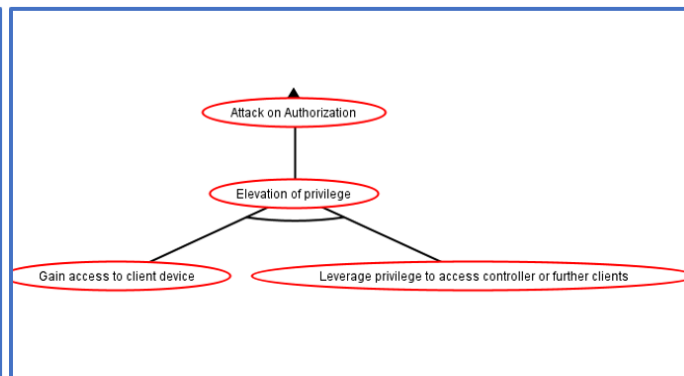 Attack on Authorization
Elevation of privilege
Gain access to client device
Leverage privilege to access controller or further clients